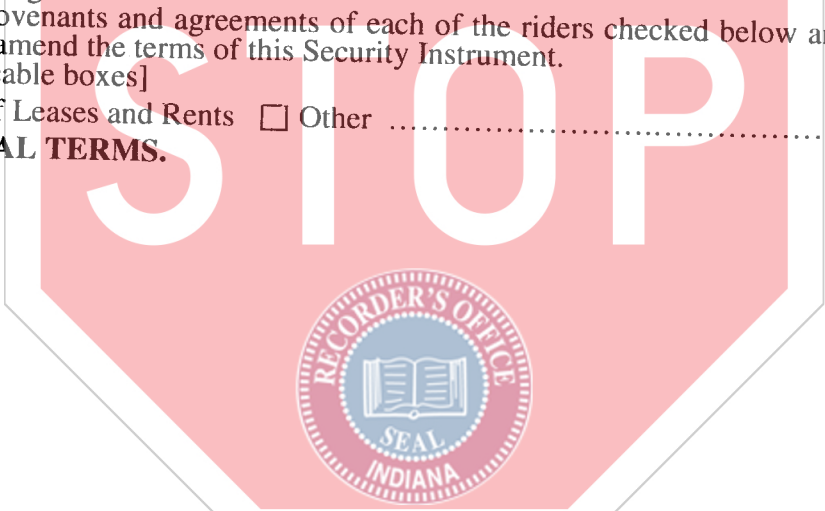 ovenants and agreements of each of the riders checked below a
amend the terms of this Security Instrument.
able boxes]
f Leases and Rents ☐ Other ................................................
AL TERMS.
STOP
RECORDER'S OFFICE
SEAL
INDIANA